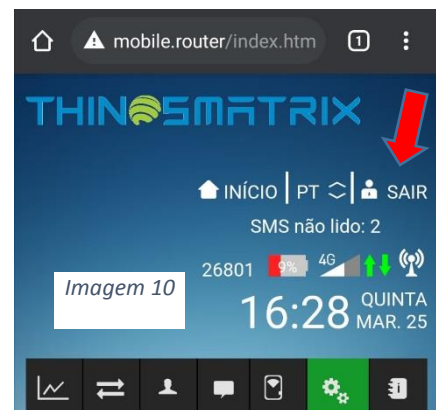 mobile.router/index.htm 1
THINOSMATRIX
INÍCIO | PT SAIR
SMS não lido: 2
26801 9% 4G
Imagem 10
16:28 QUINTA
MAR. 25